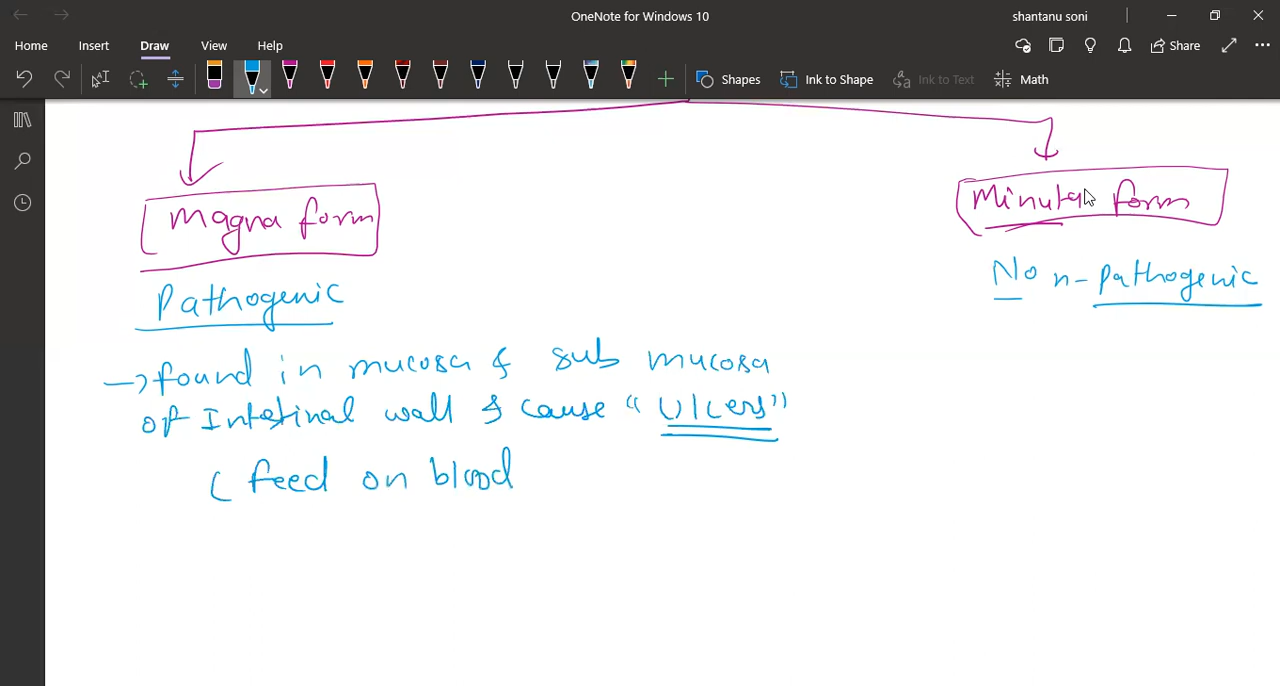 OneNote for Windows 10
shantanu soni
Home Insert Draw View Help
Share
Shapes
Ink to Shape
Ink to Text
Math
Magna form
Minuta form
Pathogenic
Non-pathogenic
→ found in mucosa & sub mucosa
of Intetinal wall & cause "Ulcers"
( feed on blood